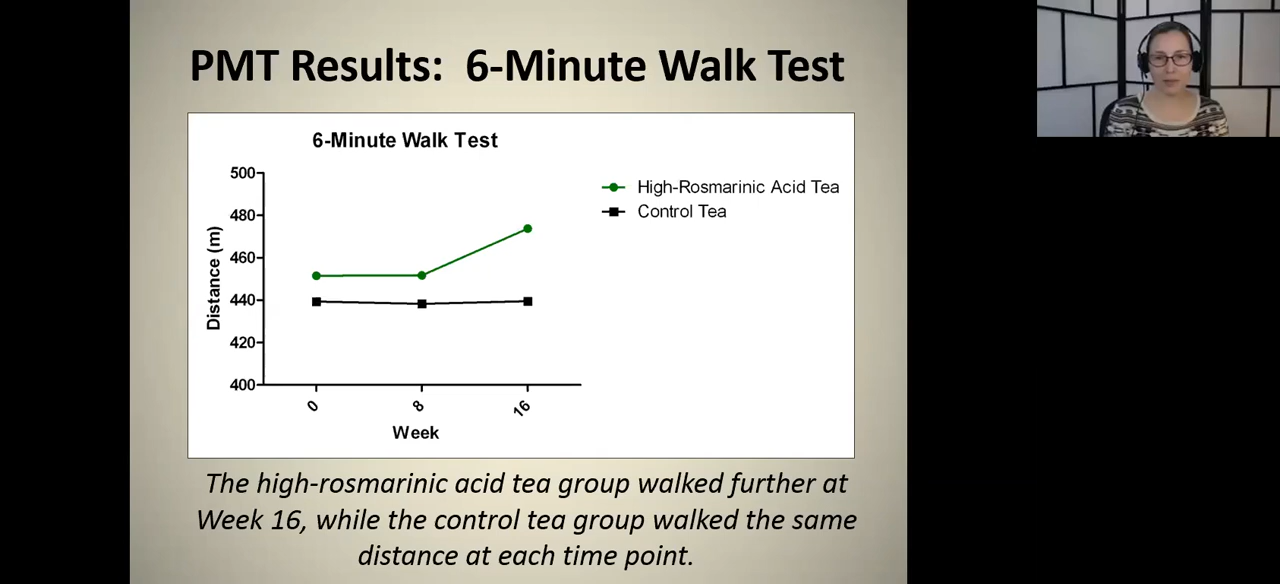 PMT Results: 6-Minute Walk Test
6-Minute Walk Test
500
480
460
440
420
400
Distance (m)
0
8
16
Week
High-Rosmarinic Acid Tea
Control Tea
The high-rosmarinic acid tea group walked further at
Week 16, while the control tea group walked the same
distance at each time point.